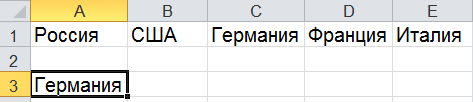 A B C D E
1 Россия США Германия Франция Италия
2
3 Германия